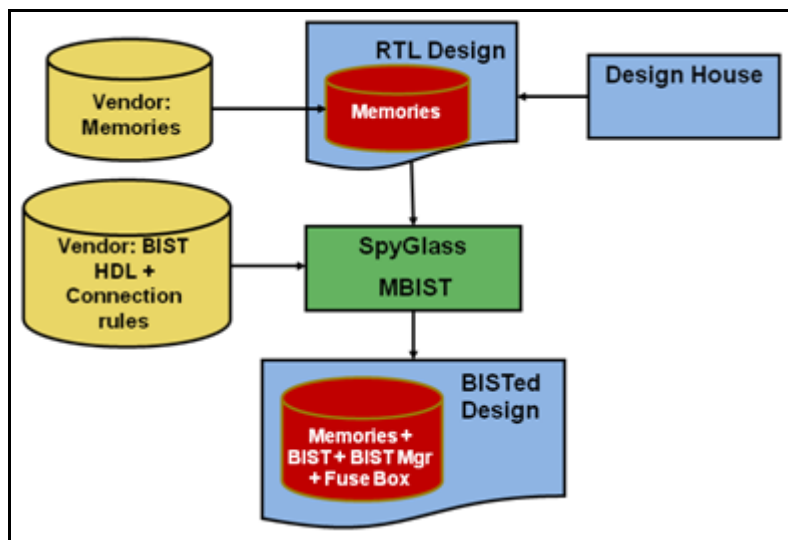 RTL Design
Vendor:
Memories
Memories
Design House
Vendor: BIST
HDL +
Connection
rules
SpyGlass
MBIST
BISTed
Design
Memories +
BIST + BIST Mgr
+ Fuse Box